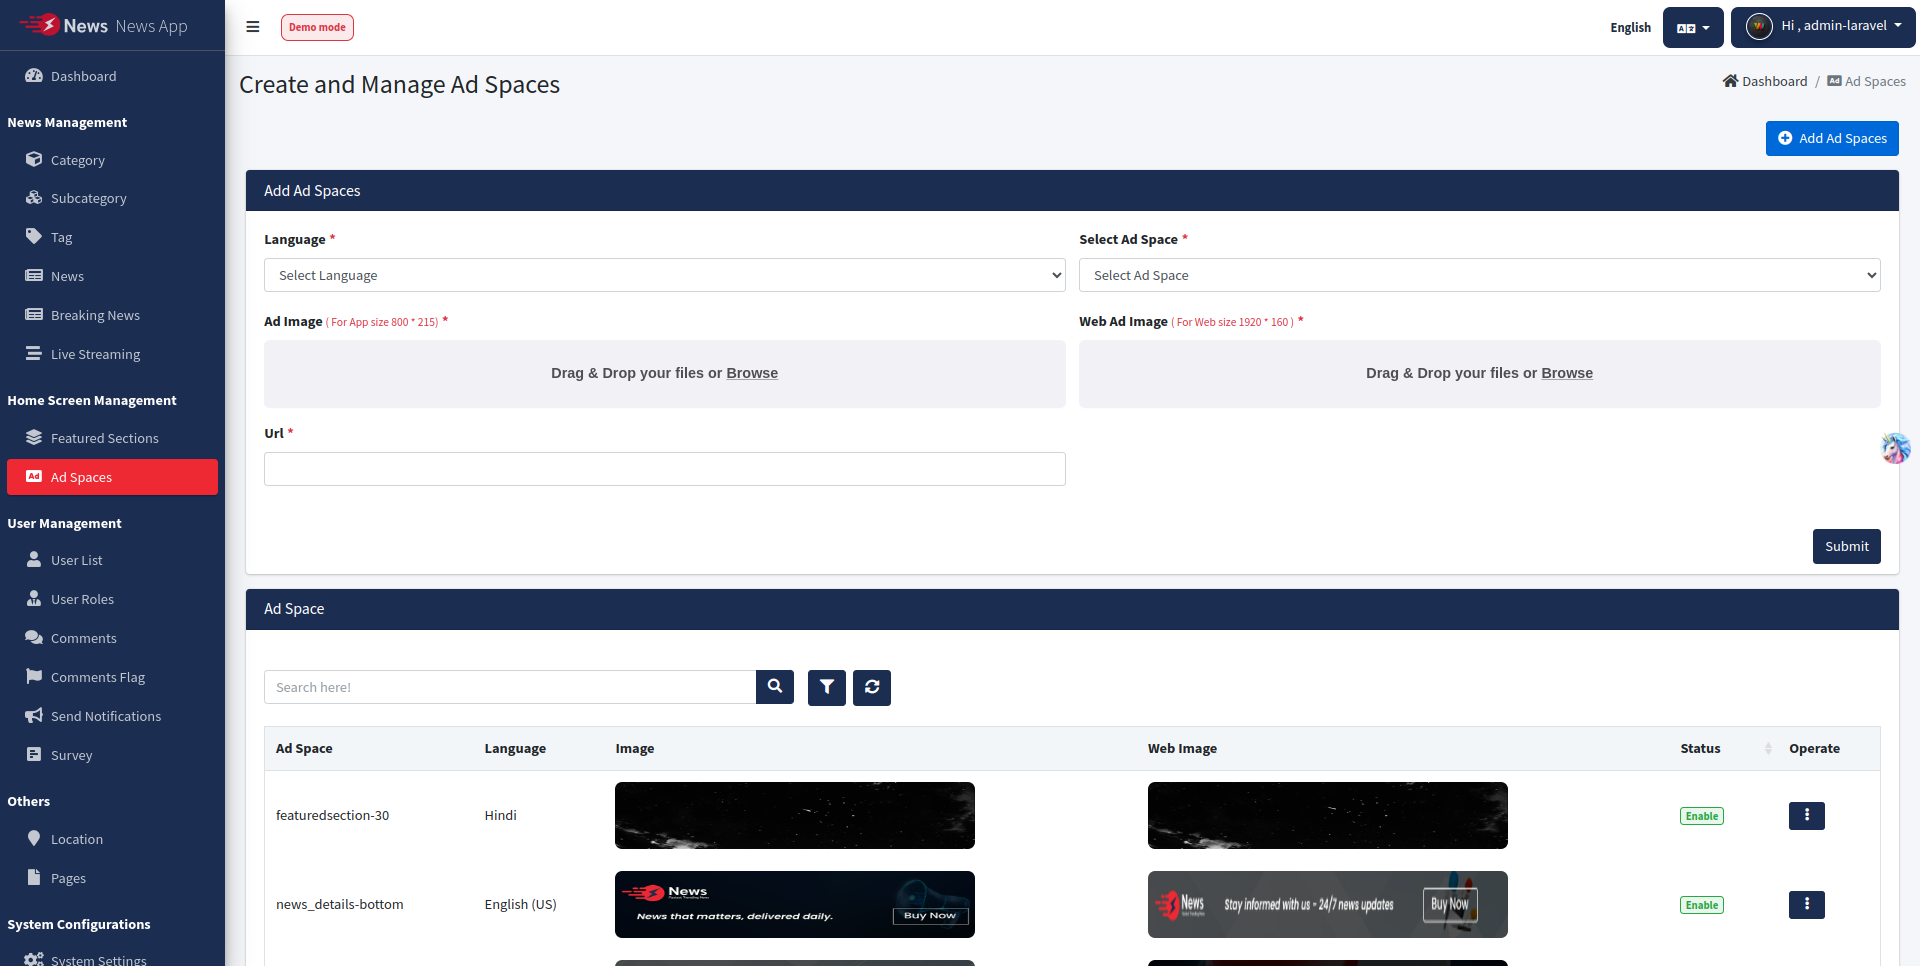 News News App
Demo mode
English
Hi , admin-laravel
Dashboard
News Management
Category
Subcategory
Tag
News
Breaking News
Live Streaming
Home Screen Management
Featured Sections
Ad Ad Spaces
User Management
User List
User Roles
Comments
Comments Flag
Send Notifications
Survey
Others
Location
Pages
System Configurations
System Settings
Create and Manage Ad Spaces
Dashboard / Ad Ad Spaces
Add Ad Spaces
Add Ad Spaces
Language *
Select Ad Space *
Select Language
Select Ad Space
Ad Image ( For App size 800 * 215) *
Web Ad Image ( For Web size 1920 * 160 ) *
Drag & Drop your files or Browse
Drag & Drop your files or Browse
Url *
Submit
Ad Space
Search here!
Ad Space Language Image Web Image Status Operate
featuredsection-30 Hindi Enable
news_details-bottom English (US) Enable
News
News that matters, delivered daily.
Buy Now
News
Stay informed with us - 24/7 news updates
Buy Now